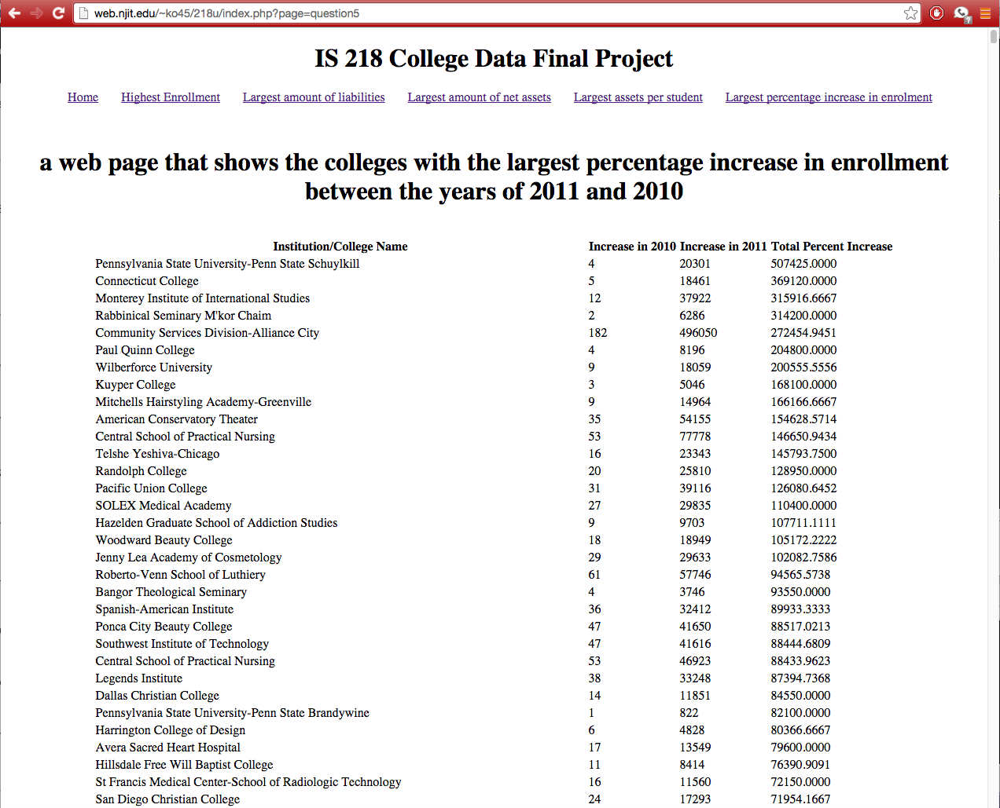 web.njit.edu/~ko45/218u/index.php?page=question5
IS 218 College Data Final Project
Home Highest Enrollment Largest amount of liabilities Largest amount of net assets Largest assets per student Largest percentage increase in enrolment
a web page that shows the colleges with the largest percentage increase in enrollment
between the years of 2011 and 2010
Institution/College Name Increase in 2010 Increase in 2011 Total Percent Increase
Pennsylvania State University-Penn State Schuylkill 4 20301 507425.0000
Connecticut College 5 18461 369120.0000
Monterey Institute of International Studies 12 37922 315916.6667
Rabbinical Seminary M'kor Chaim 2 6286 314200.0000
Community Services Division-Alliance City 182 496050 272454.9451
Paul Quinn College 4 8196 204800.0000
Wilberforce University 9 18059 200555.5556
Kuyper College 3 5046 168100.0000
Mitchells Hairstyling Academy-Greenville 9 14964 166166.6667
American Conservatory Theater 35 54155 154628.5714
Central School of Practical Nursing 53 77778 146650.9434
Telshe Yeshiva-Chicago 16 23343 145793.7500
Randolph College 20 25810 128950.0000
Pacific Union College 31 39116 126080.6452
SOLEX Medical Academy 27 29835 110400.0000
Hazelden Graduate School of Addiction Studies 9 9703 107711.1111
Woodward Beauty College 18 18949 105172.2222
Jenny Lea Academy of Cosmetology 29 29633 102082.7586
Roberto-Venn School of Luthiery 61 57746 94565.5738
Bangor Theological Seminary 4 3746 93550.0000
Spanish-American Institute 36 32412 89933.3333
Ponca City Beauty College 47 41650 88517.0213
Southwest Institute of Technology 47 41616 88444.6809
Central School of Practical Nursing 53 46923 88433.9623
Legends Institute 38 33248 87394.7368
Dallas Christian College 14 11851 84550.0000
Pennsylvania State University-Penn State Brandywine 1 822 82100.0000
Harrington College of Design 6 4828 80366.6667
Avera Sacred Heart Hospital 17 13549 79600.0000
Hillsdale Free Will Baptist College 11 8414 76390.9091
St Francis Medical Center-School of Radiologic Technology 16 11560 72150.0000
San Diego Christian College 24 17293 71954.1667